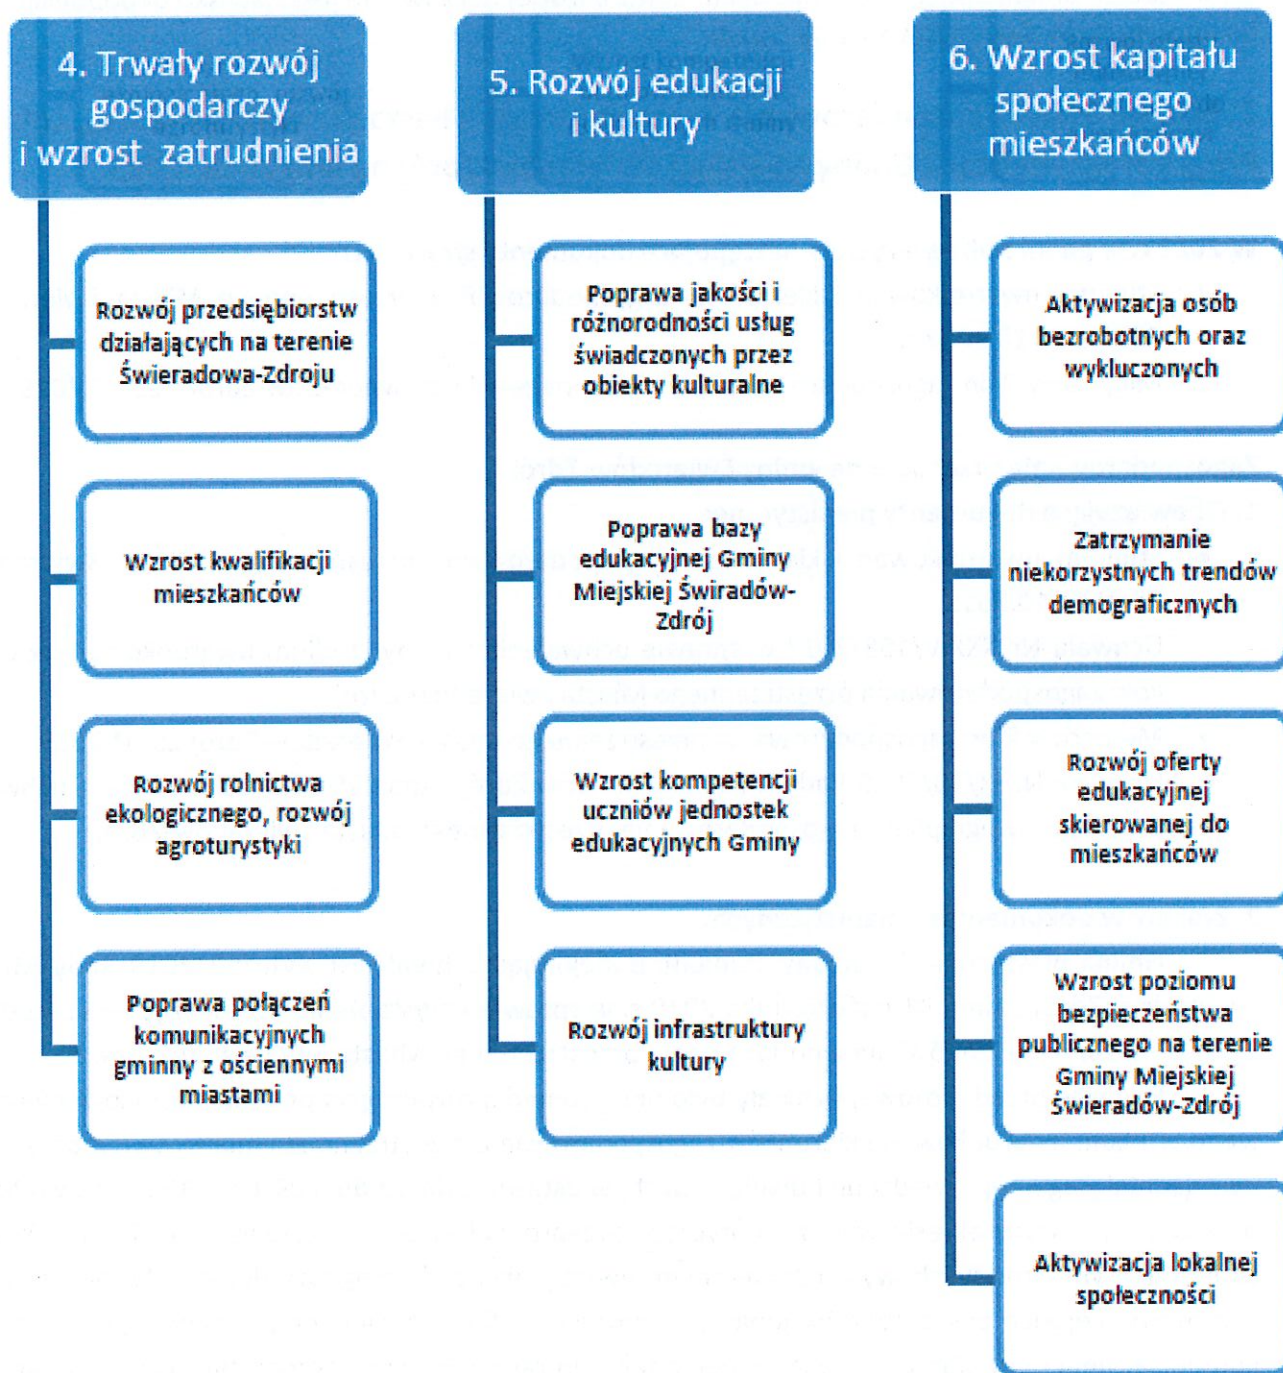 4. Trwały rozwój
gospodarczy
i wzrost zatrudnienia
Rozwój przedsiębiorstw
działających na terenie
Świeradowa-Zdroju
Wzrost kwalifikacji
mieszkańców
Rozwój rolnictwa
ekologicznego, rozwój
agroturystyki
Poprawa połączeń
komunikacyjnych
gminny z ościennymi
miastami
5. Rozwój edukacji
i kultury
Poprawa jakości i
różnorodności usług
świadczonych przez
obiekty kulturalne
Poprawa bazy
edukacyjnej Gminy
Miejskiej Świradów-
Zdrój
Wzrost kompetencji
uczniów jednostek
edukacyjnych Gminy
Rozwój infrastruktury
kultury
6. Wzrost kapitału
społecznego
mieszkańców
Aktywizacja osób
bezrobotnych oraz
wykluczonych
Zatrzymanie
niekorzystnych trendów
demograficznych
Rozwój oferty
edukacyjnej
skierowanej do
mieszkańców
Wzrost poziomu
bezpieczeństwa
publicznego na terenie
Gminy Miejskiej
Świeradów-Zdrój
Aktywizacja lokalnej
społeczności